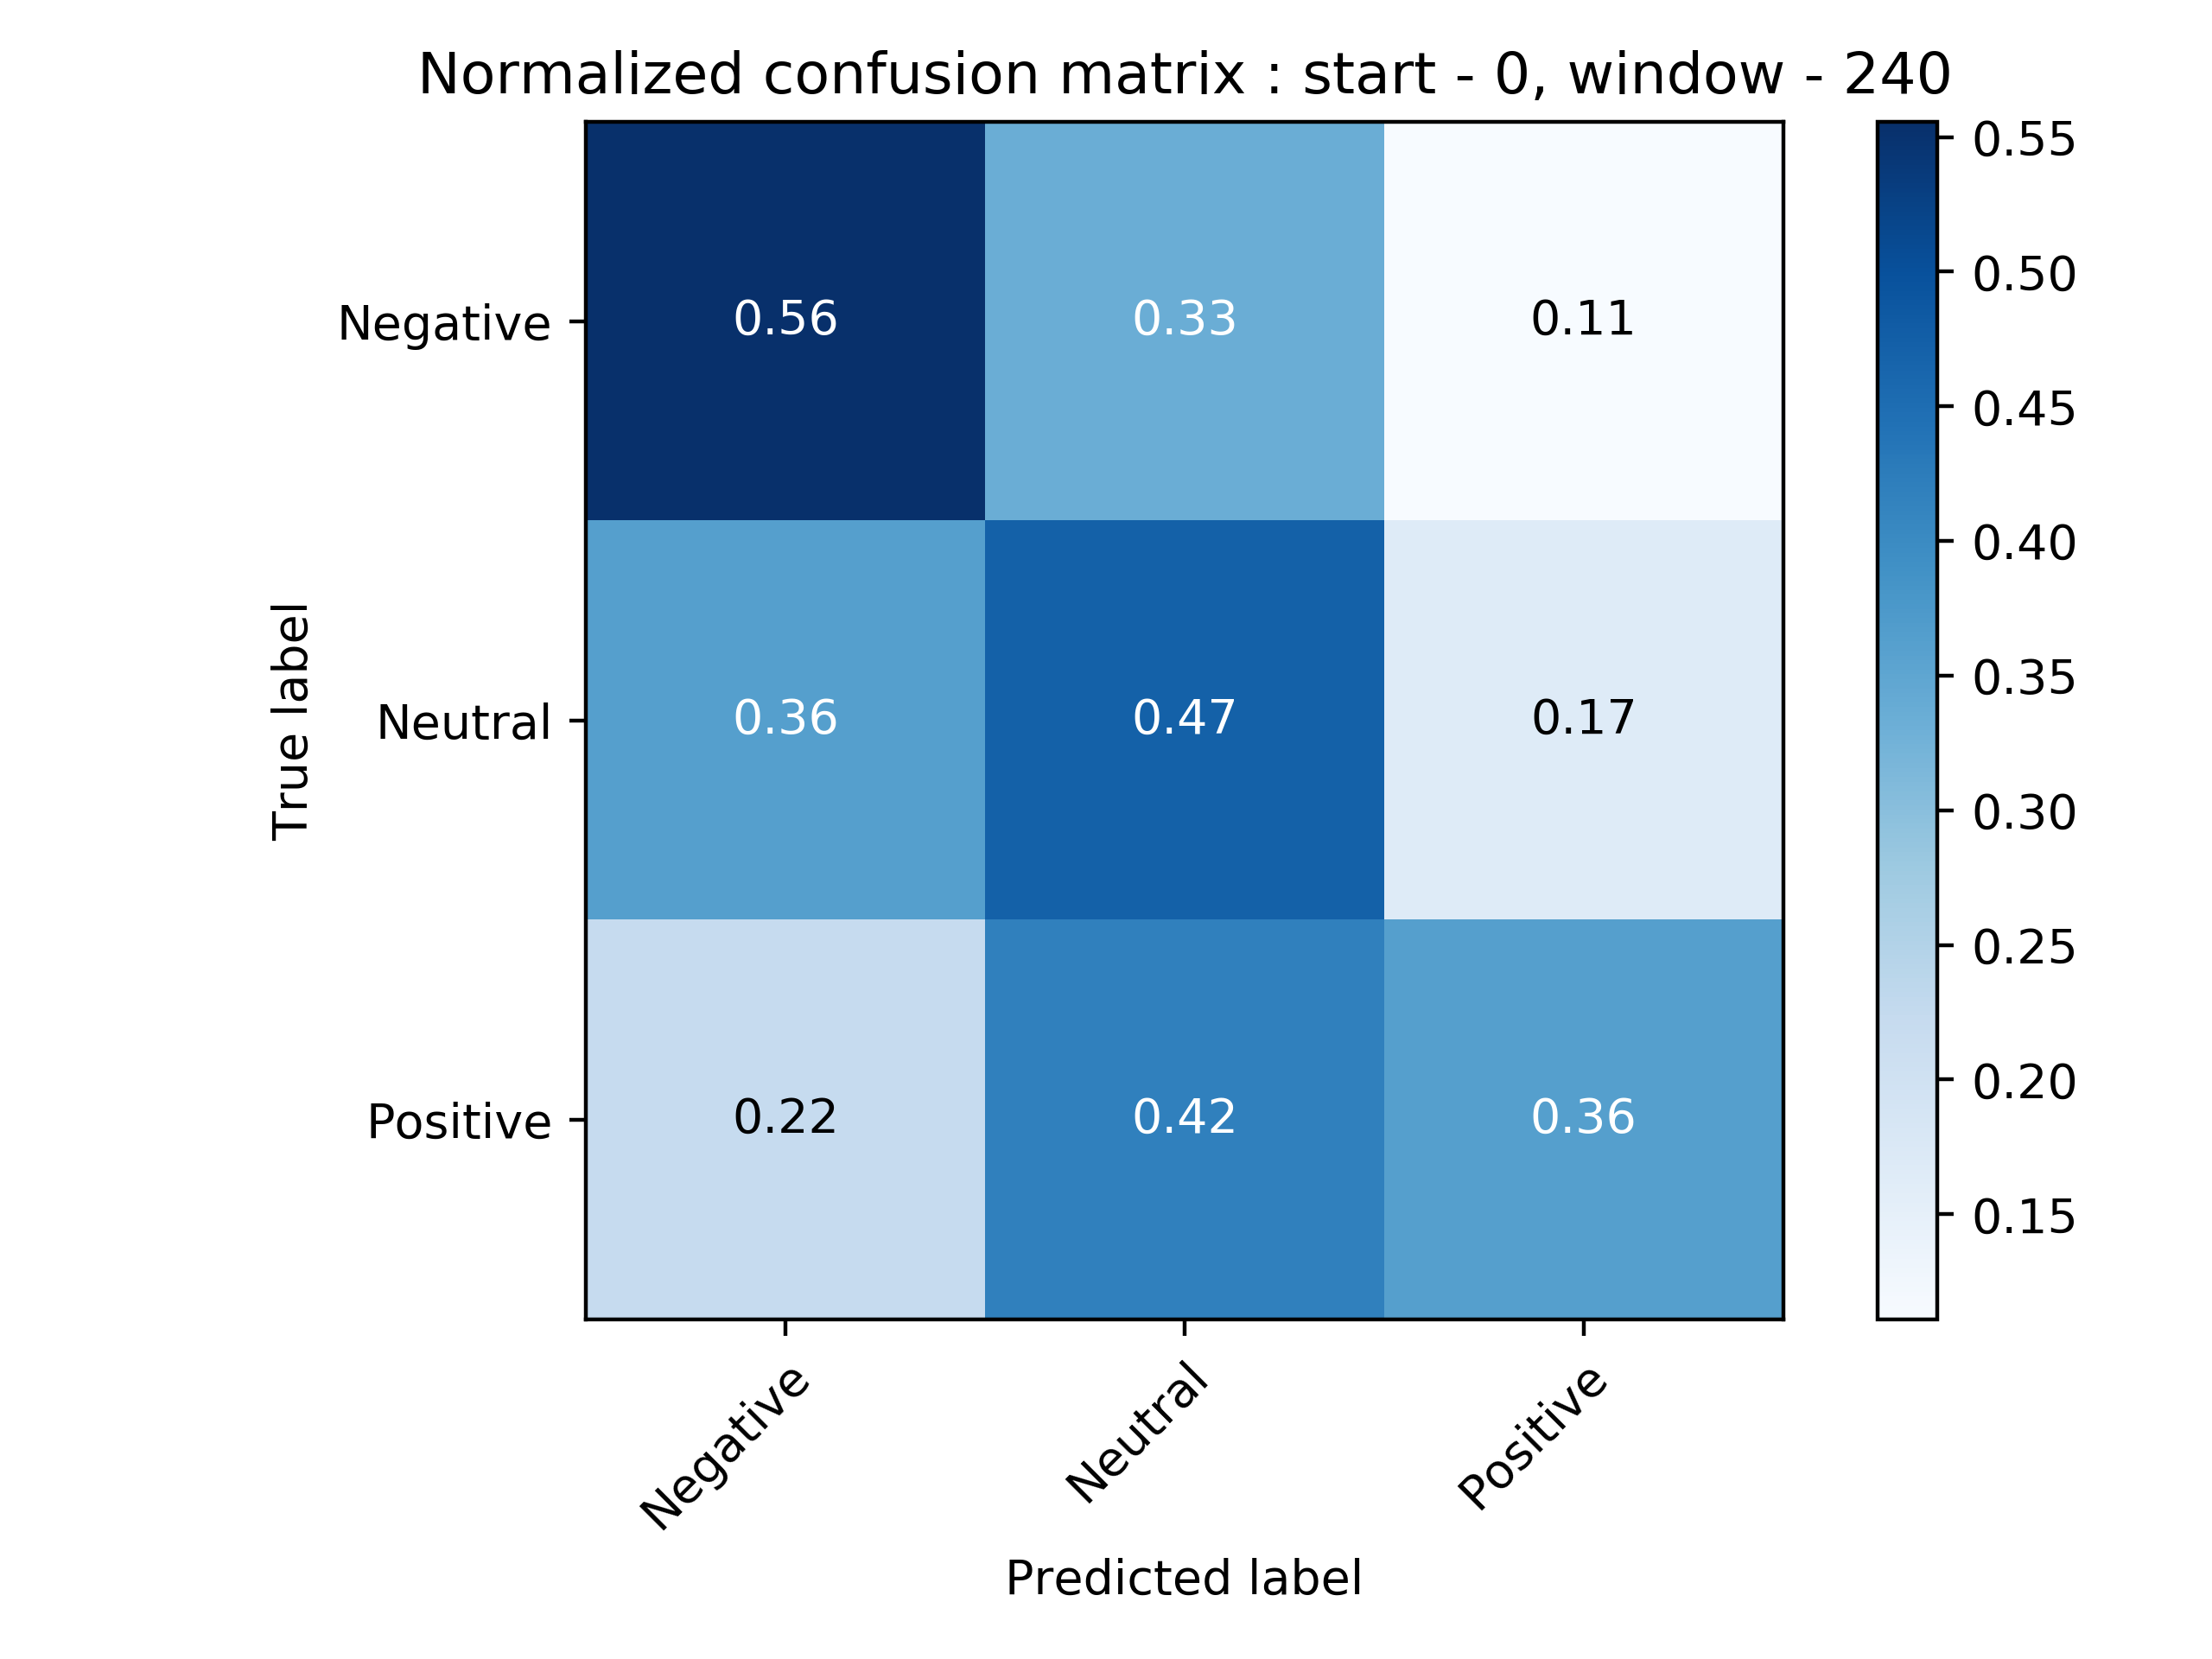 Normalized confusion matrix : start - 0, window - 240
True label
Negative
0.56 0.33 0.11
Neutral
0.36 0.47 0.17
Positive
0.22 0.42 0.36
Negative
Neutral
Positive
Predicted label
0.55
0.50
0.45
0.40
0.35
0.30
0.25
0.20
0.15